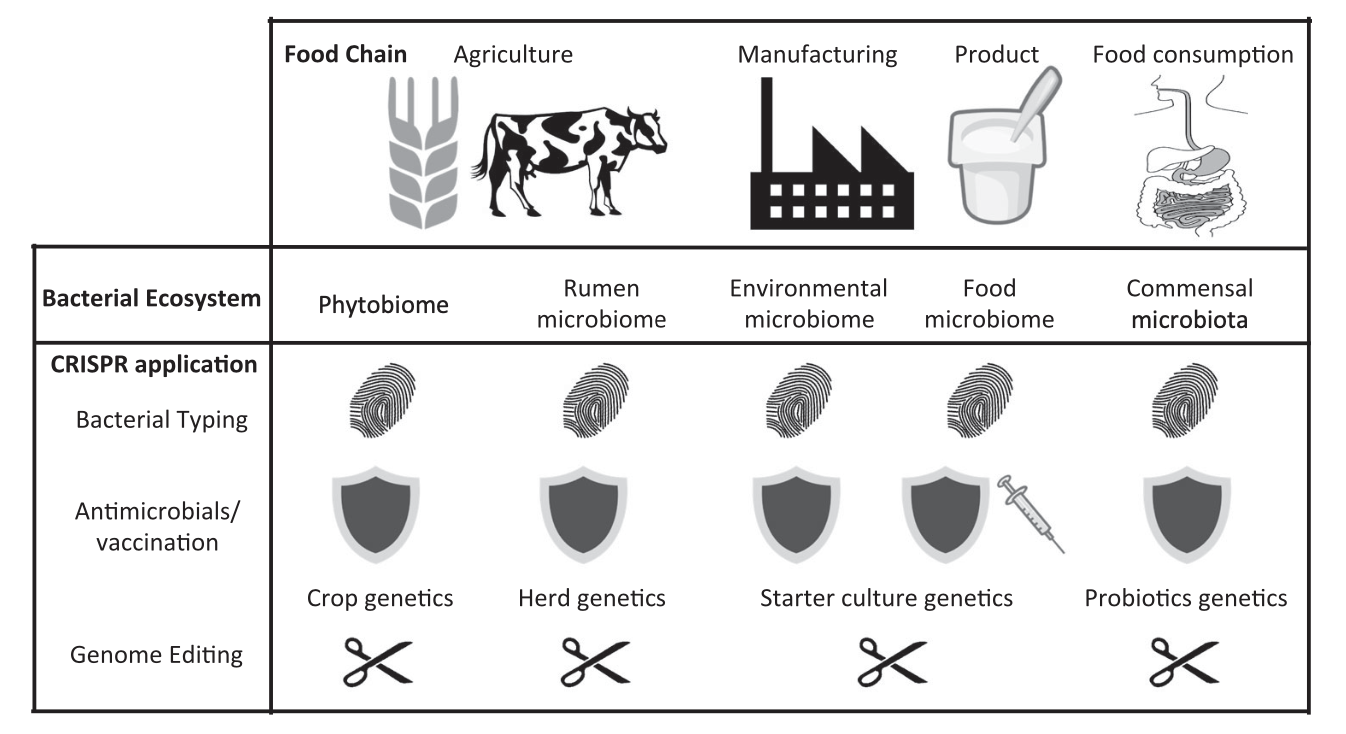 Food Chain Agriculture Manufacturing Product Food consumption
Bacterial Ecosystem
Phytobiome
Rumen
microbiome
Environmental
microbiome
Food
microbiome
Commensal
microbiota
CRISPR application
Bacterial Typing
Antimicrobials/
vaccination
Crop genetics Herd genetics Starter culture genetics Probiotics genetics
Genome Editing